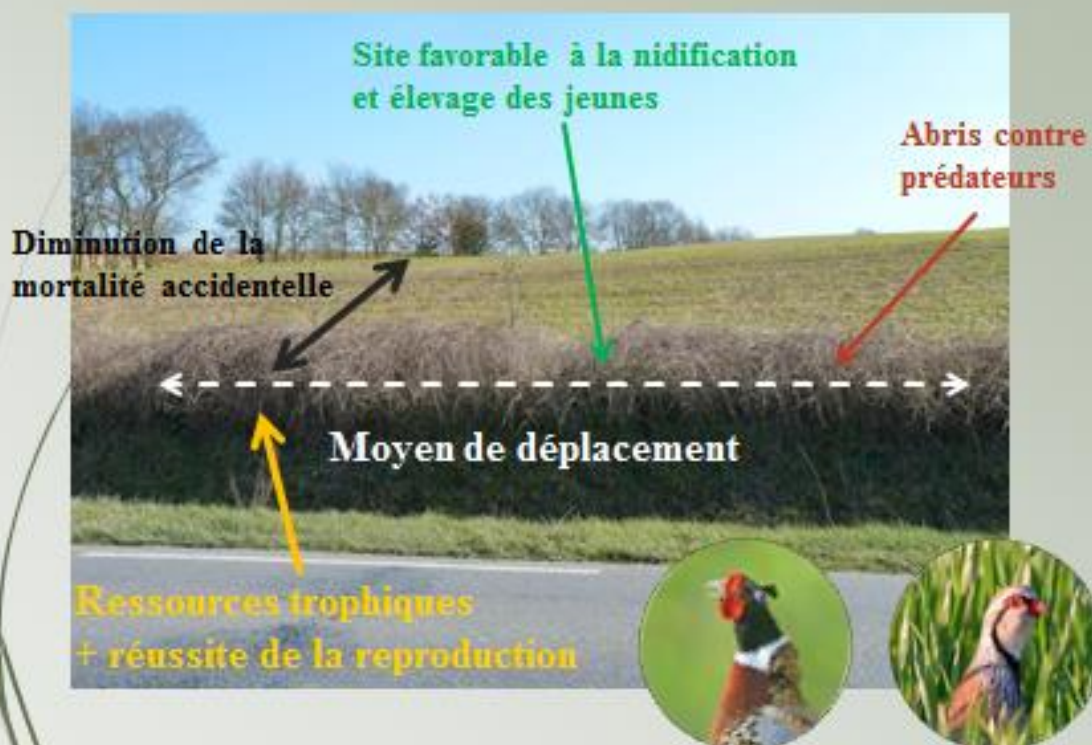 Site favorable à la nidification
et élevage des jeunes
Abris contre
prédateurs
Diminution de la
mortalité accidentelle
Moyen de déplacement
Ressources trophiques
+ réussite de la reproduction